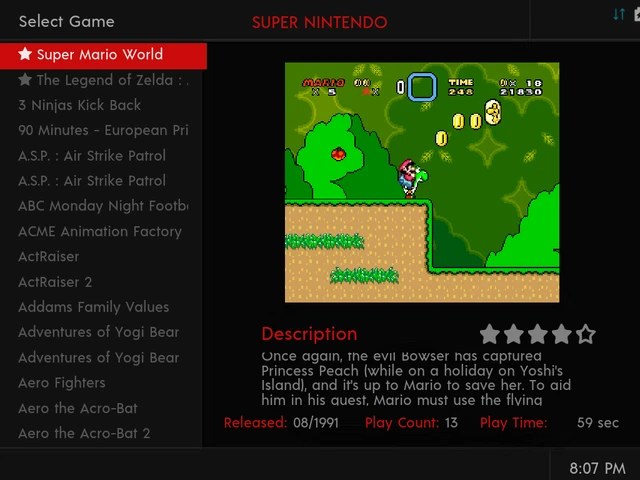 Select Game
SUPER NINTENDO
Super Mario World
The Legend of Zelda : .
3 Ninjas Kick Back
90 Minutes - European Pri
A.S.P. : Air Strike Patrol
A.S.P. : Air Strike Patrol
ABC Monday Night Footb
ACME Animation Factory
ActRaiser
ActRaiser 2
Addams Family Values
Adventures of Yogi Bear
Adventures of Yogi Bear
Aero Fighters
Aero the Acro-Bat
Aero the Acro-Bat 2
MARIO
TIME
x 5
0
248
x 18
21830
Description
Once again, the evil Bowser has captured
Princess Peach (while on a holiday on Yoshi's
Island), and it's up to Mario to save her. To aid
him in his quest, Mario must use the flying
Released: 08/1991 Play Count: 13 Play Time: 59 sec
8:07 PM